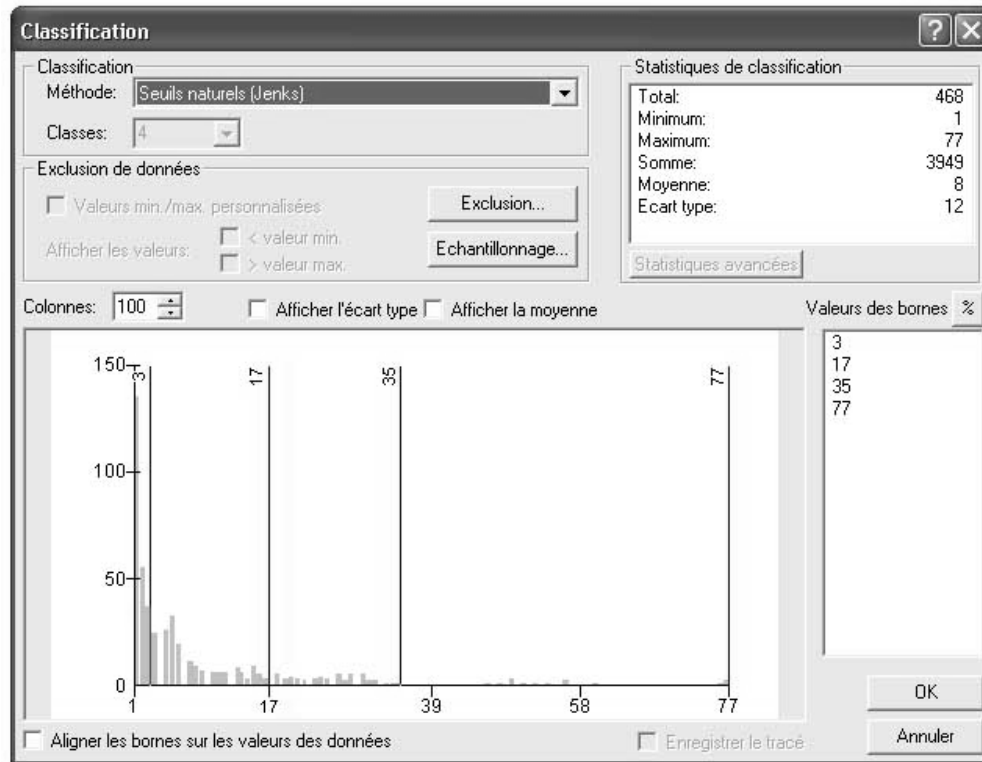 Classification
Classification
Méthode: Seuils naturels (Jenks)
Classes: 4
Statistiques de classification
Total: 468
Minimum: 1
Maximum: 77
Somme: 3949
Moyenne: 8
Ecart type: 12
Statistiques avancées
Exclusion de données
Valeurs min./max. personnalisées
Exclusion...
Afficher les valeurs:
< valeur min.
> valeur max.
Echantillonnage...
Colonnes: 100
Afficher l'écart type
Afficher la moyenne
Valeurs des bornes %
3
17
35
77
150
100
50
0
3
17
35
77
1
17
39
58
77
OK
Annuler
Aligner les bornes sur les valeurs des données
Enregistrer le tracé